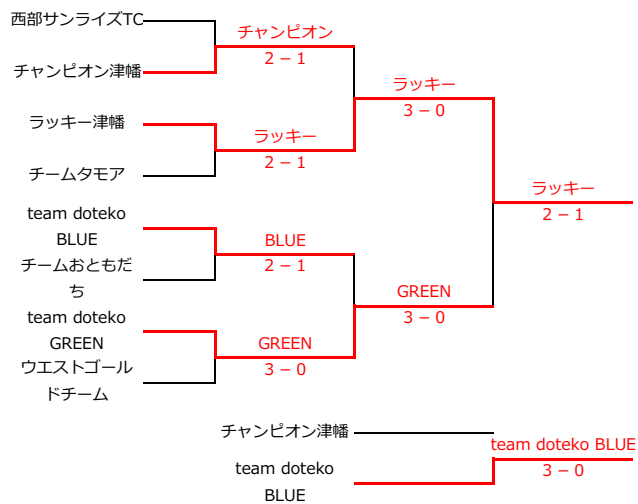 西部サンライズTC
チャンピオン
2 − 1
チャンピオン津幡
ラッキー
3 − 0
ラッキー津幡
ラッキー
2 − 1
チームタモア
ラッキー
2 − 1
team doteko
BLUE
BLUE
2 − 1
チームおともだ
ち
GREEN
3 − 0
team doteko
GREEN
GREEN
3 − 0
ウエストゴール
ドチーム
チャンピオン津幡
team doteko BLUE
3 − 0
team doteko
BLUE